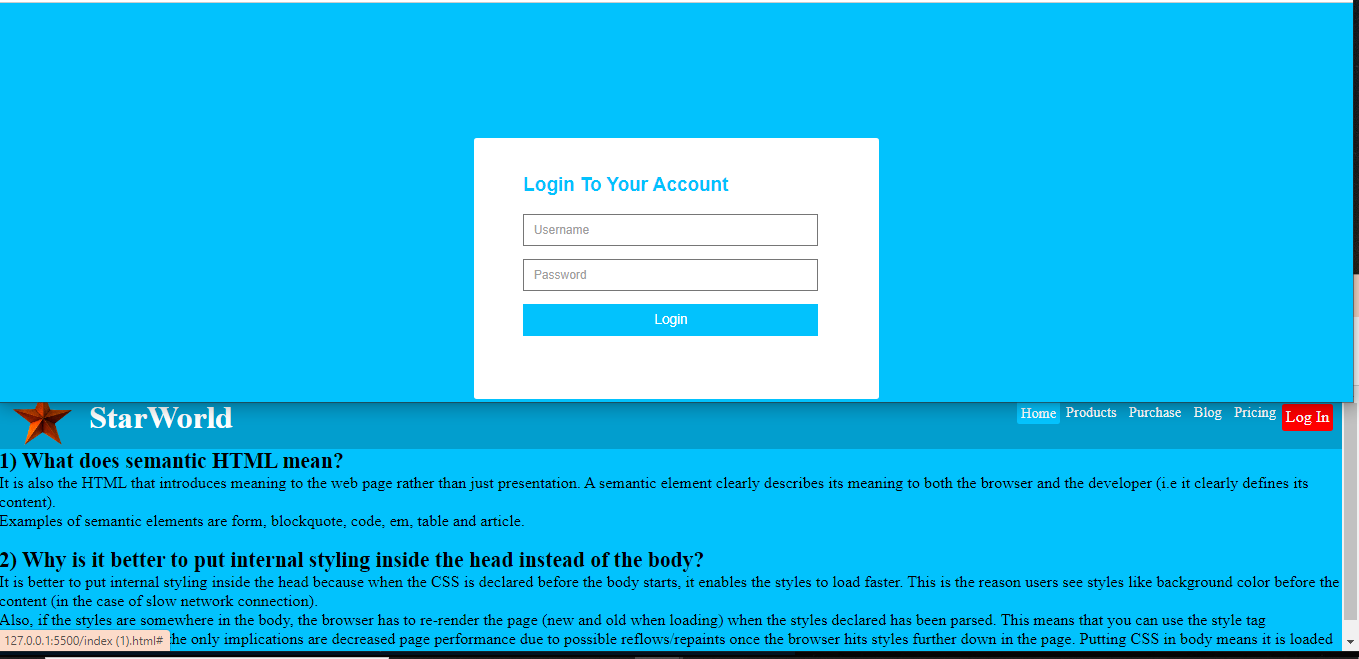 Login To Your Account
Username
Password
Login
StarWorld
Home Products Purchase Blog Pricing Log In
1) What does semantic HTML mean?
It is also the HTML that introduces meaning to the web page rather than just presentation. A semantic element clearly describes its meaning to both the browser and the developer (i.e it clearly defines its
content).
Examples of semantic elements are form, blockquote, code, em, table and article.
2) Why is it better to put internal styling inside the head instead of the body?
It is better to put internal styling inside the head because when the CSS is declared before the body starts, it enables the styles to load faster. This is the reason users see styles like background color before the
content (in the case of slow network connection).
Also, if the styles are somewhere in the body, the browser has to re-render the page (new and old when loading) when the styles declared has been parsed. This means that you can use the style tag
127.0.0.1:5500/index (1).html# the only implications are decreased page performance due to possible reflows/repaints once the browser hits styles further down in the page. Putting CSS in body means it is loaded